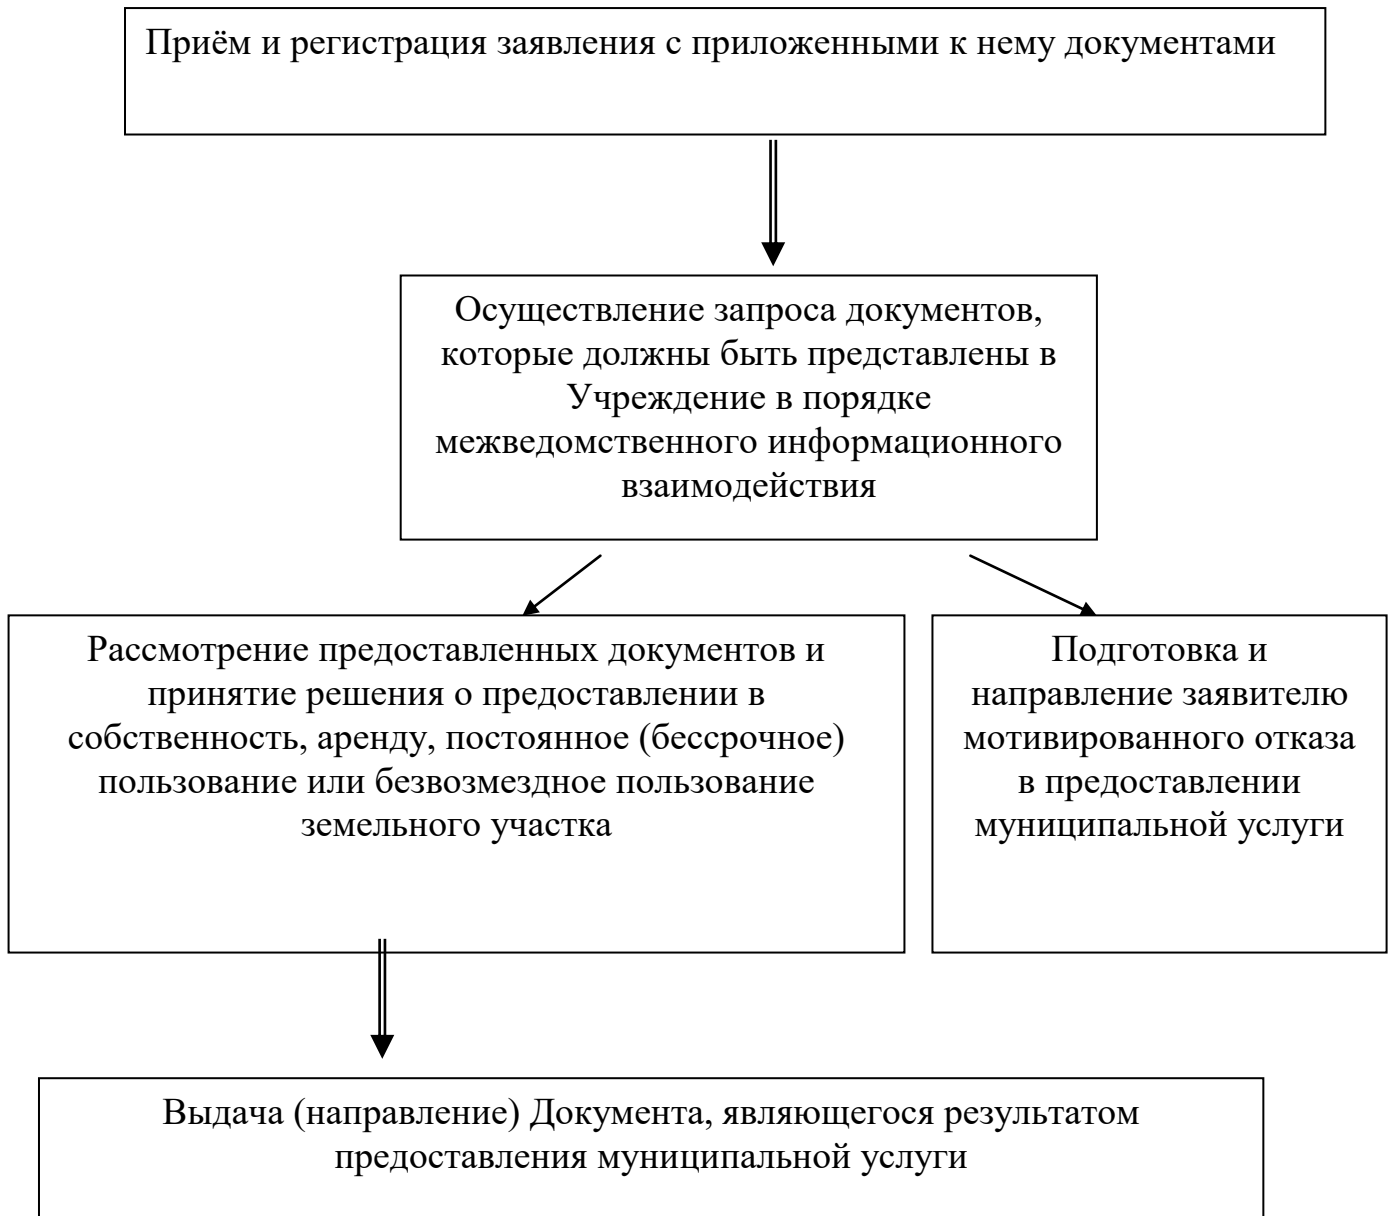 Приём и регистрация заявления с приложенными к нему документами
Осуществление запроса документов,
которые должны быть представлены в
Учреждение в порядке
межведомственного информационного
взаимодействия
Рассмотрение предоставленных документов и
принятие решения о предоставлении в
собственность, аренду, постоянное (бессрочное)
пользование или безвозмездное пользование
земельного участка
Подготовка и
направление заявителю
мотивированного отказа
в предоставлении
муниципальной услуги
Выдача (направление) Документа, являющегося результатом
предоставления муниципальной услуги